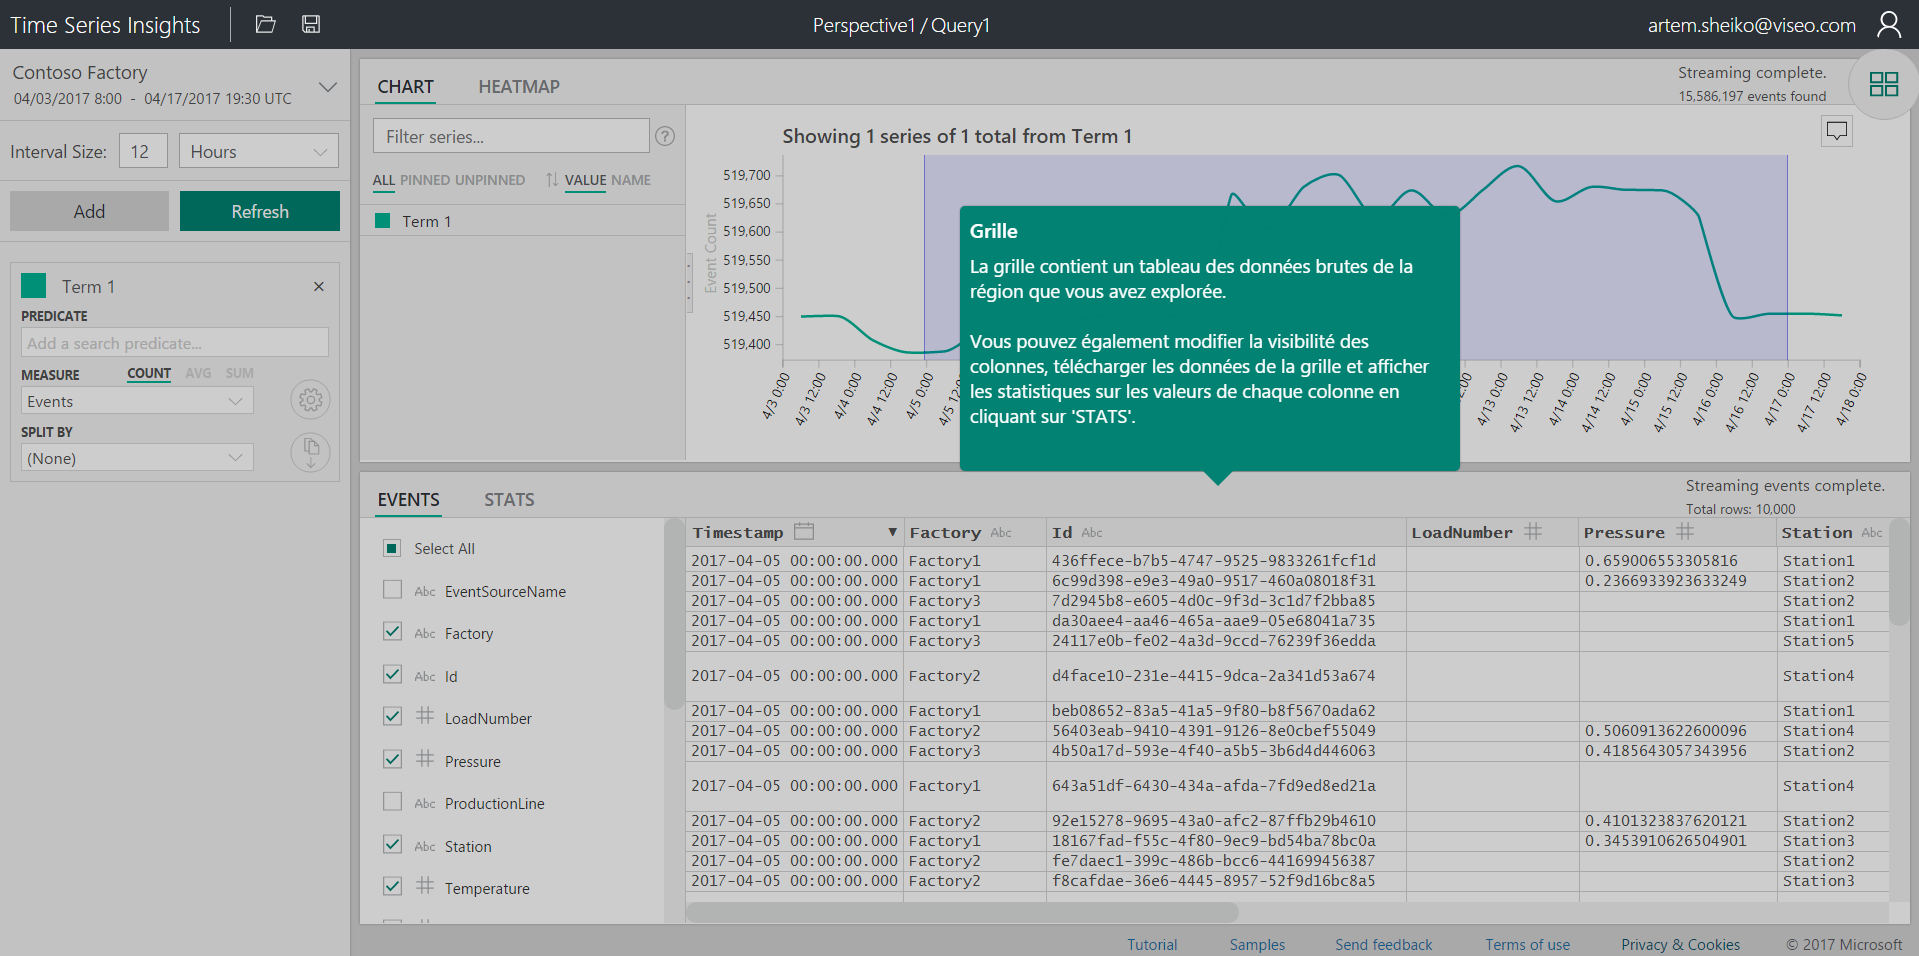 Time Series Insights
Perspective1 / Query1
artem.sheiko@viseo.com
Contoso Factory
04/03/2017 8:00 - 04/17/2017 19:30 UTC
Interval Size: 12 Hours
Add Refresh
Term 1 ×
PREDICATE
Add a search predicate...
MEASURE COUNT AVG SUM
Events
SPLIT BY
(None)
CHART HEATMAP
Streaming complete.
15,586,197 events found
Filter series... ?
ALL PINNED UNPINNED VALUE NAME
Term 1
Showing 1 series of 1 total from Term 1
Event Count
519,700
519,650
519,600
519,550
519,500
519,450
519,400
4/3 0:00
4/3 12:00
4/4 0:00
4/4 12:00
4/5 0:00
4/5 12:00
4/13 0:00
4/13 12:00
4/14 0:00
4/14 12:00
4/15 0:00
4/15 12:00
4/16 0:00
4/16 12:00
4/17 0:00
4/17 12:00
4/18 0:00
Grille
La grille contient un tableau des données brutes de la
région que vous avez explorée.
Vous pouvez également modifier la visibilité des
colonnes, télécharger les données de la grille et afficher
les statistiques sur les valeurs de chaque colonne en
cliquant sur 'STATS'.
EVENTS STATS
Streaming events complete.
Total rows: 10,000
Select All
Abc EventSourceName
Abc Factory
Abc Id
LoadNumber
Pressure
Abc ProductionLine
Abc Station
Temperature
Timestamp Factory Abc Id Abc LoadNumber Pressure Station Abc
2017-04-05 00:00:00.000 Factory1 436ffece-b7b5-4747-9525-9833261fcf1d 0.659006553305816 Station1
2017-04-05 00:00:00.000 Factory1 6c99d398-e9e3-49a0-9517-460a08018f31 0.2366933923633249 Station2
2017-04-05 00:00:00.000 Factory3 7d2945b8-e605-4d0c-9f3d-3c1d7f2bba85 Station2
2017-04-05 00:00:00.000 Factory1 da30aee4-aa46-465a-aae9-05e68041a735 Station1
2017-04-05 00:00:00.000 Factory3 24117e0b-fe02-4a3d-9ccd-76239f36edda Station5
2017-04-05 00:00:00.000 Factory2 d4face10-231e-4415-9dca-2a341d53a674 Station4
2017-04-05 00:00:00.000 Factory1 beb08652-83a5-41a5-9f80-b8f5670ada62 Station1
2017-04-05 00:00:00.000 Factory2 56403eab-9410-4391-9126-8e0cbef55049 0.5060913622600096 Station4
2017-04-05 00:00:00.000 Factory3 4b50a17d-593e-4f40-a5b5-3b6d4d446063 0.4185643057343956 Station2
2017-04-05 00:00:00.000 Factory1 643a51df-6430-434a-afda-7fd9ed8ed21a Station4
2017-04-05 00:00:00.000 Factory2 92e15278-9695-43a0-afc2-87ffb29b4610 0.4101323837620121 Station2
2017-04-05 00:00:00.000 Factory1 18167fad-f55c-4f80-9ec9-bd54ba78bc0a 0.3453910626504901 Station3
2017-04-05 00:00:00.000 Factory2 fe7daec1-399c-486b-bcc6-441699456387 Station2
2017-04-05 00:00:00.000 Factory2 f8cafdae-36e6-4445-8957-52f9d16bc8a5 Station3
Tutorial Samples Send feedback Terms of use Privacy & Cookies © 2017 Microsoft